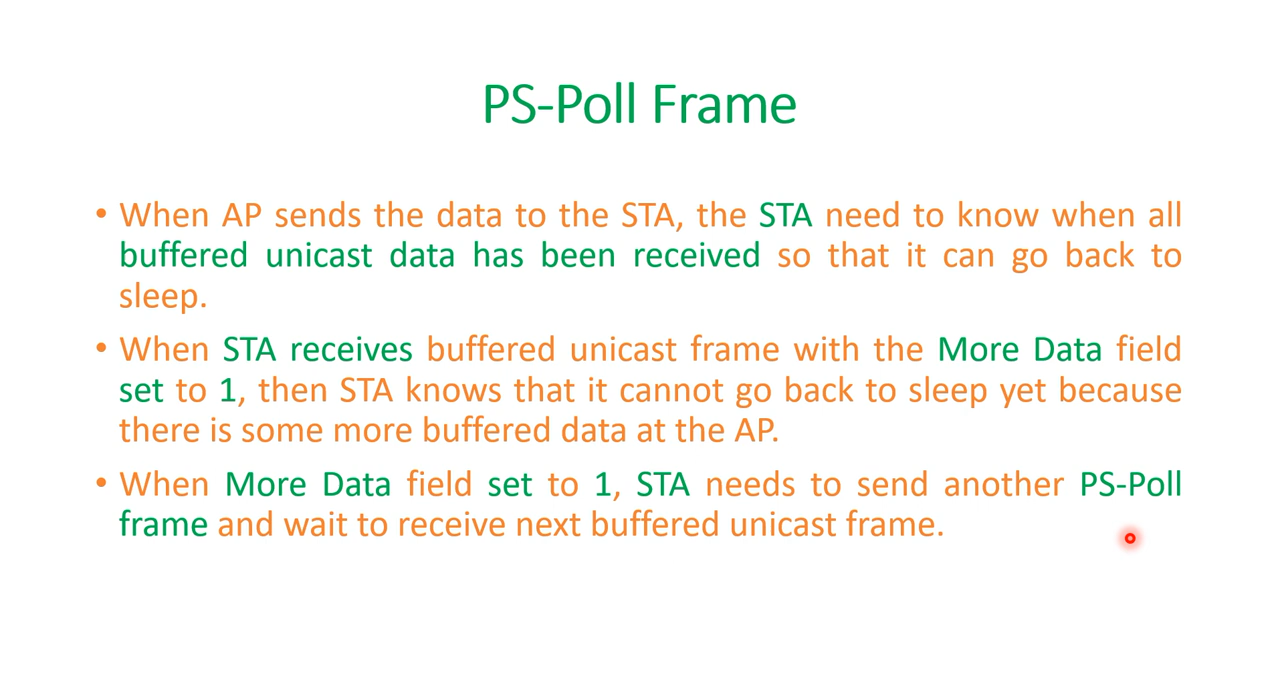 PS-Poll Frame
• When AP sends the data to the STA, the STA need to know when all
buffered unicast data has been received so that it can go back to
sleep.
• When STA receives buffered unicast frame with the More Data field
set to 1, then STA knows that it cannot go back to sleep yet because
there is some more buffered data at the AP.
• When More Data field set to 1, STA needs to send another PS-Poll
frame and wait to receive next buffered unicast frame.